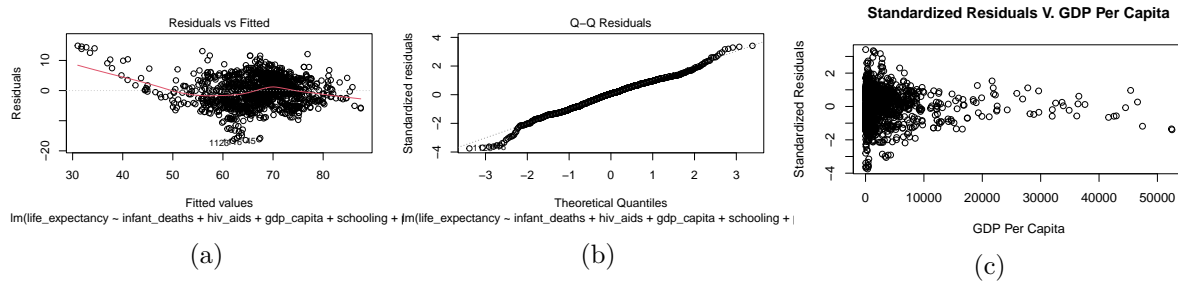 Residuals vs Fitted
Residuals
10
0
−20
30 40 50 60 70 80
Fitted values
lm(life_expectancy ~ infant_deaths + hiv_aids + gdp_capita + schooling +
(a)
Q−Q Residuals
Standardized residuals
4
2
0
−2
−4
−3 −2 −1 0 1 2 3
Theoretical Quantiles
lm(life_expectancy ~ infant_deaths + hiv_aids + gdp_capita + schooling +
(b)
Standardized Residuals V. GDP Per Capita
Standardized Residuals
2
0
−2
−4
0 10000 20000 30000 40000 50000
GDP Per Capita
(c)